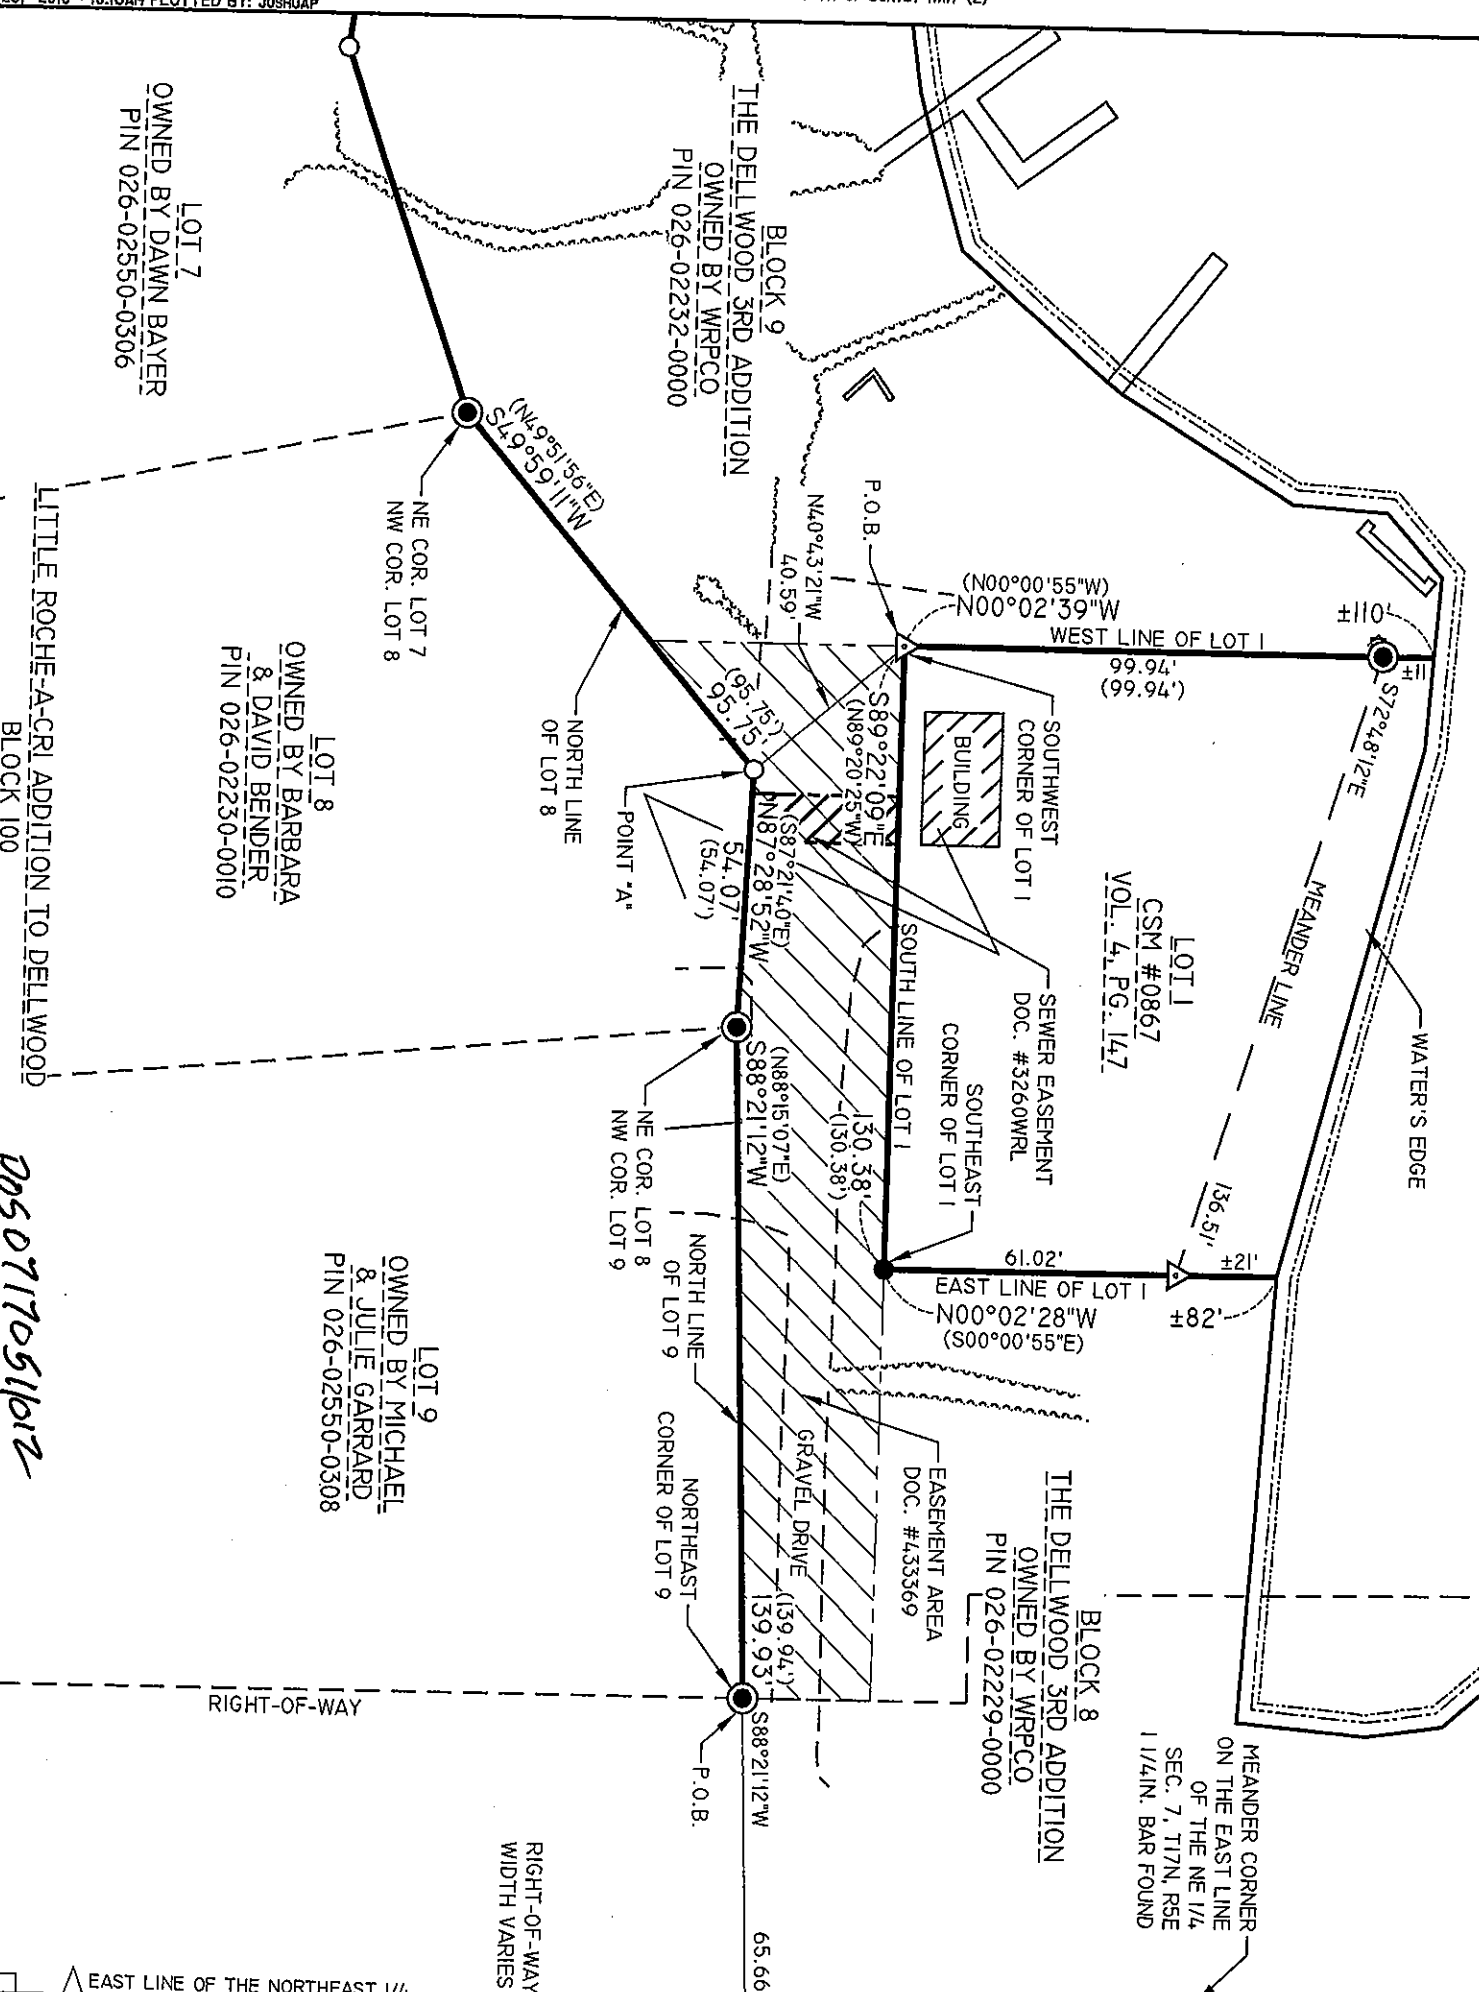 PLOTTED BY: JOSHUAP
MEANDER CORNER
ON THE EAST LINE
OF THE NE 1/4
SEC. 7, T17N, R5E
1 1/4IN. BAR FOUND
±110'
±11
S72°48'12"E
MEANDER LINE
136.51'
WATER'S EDGE
±21'
±82'
LOT 1
CSM #0867
VOL. 4, PG. 147
(N00°00'55"W)
N00°02'39"W
WEST LINE OF LOT 1
99.94'
(99.94')
61.02'
EAST LINE OF LOT 1
N00°02'28"W
(S00°00'55"E)
SOUTHWEST
CORNER OF LOT 1
BUILDING
SEWER EASEMENT
DOC. #3260WRL
SOUTHEAST
CORNER OF LOT 1
P.O.B.
S89°22'09"E
(N89°20'25"W)
SOUTH LINE OF LOT 1
130.38'
(130.38')
BLOCK 8
THE DELLWOOD 3RD ADDITION
OWNED BY WRPCO
PIN 026-02229-0000
EASEMENT AREA
DOC. #433369
GRAVEL DRIVE
BLOCK 9
THE DELLWOOD 3RD ADDITION
OWNED BY WRPCO
PIN 026-02232-0000
N40°43'21"W
40.59'
(95.75')
95.75'
(S87°21'40"E)
N87°28'52"W
54.07'
(54.07')
(N88°15'07"E)
S88°21'12"W
(139.94')
139.93'
S88°21'12"W
65.66
P.O.B.
NORTHEAST
CORNER OF LOT 9
NORTH LINE
OF LOT 9
NE COR. LOT 8
NW COR. LOT 9
POINT "A"
NORTH LINE
OF LOT 8
(N49°51'56"E)
S49°59'11"W
NE COR. LOT 7
NW COR. LOT 8
RIGHT-OF-WAY
WIDTH VARIES
RIGHT-OF-WAY
LOT 7
OWNED BY DAWN BAYER
PIN 026-02550-0306
LOT 8
OWNED BY BARBARA
& DAVID BENDER
PIN 026-02230-0010
LOT 9
OWNED BY MICHAEL
& JULIE GARRARD
PIN 026-02550-0308
LITTLE ROCHE-A-CRI ADDITION TO DELLWOOD
BLOCK 100
EAST LINE OF THE NORTHEAST 1/4